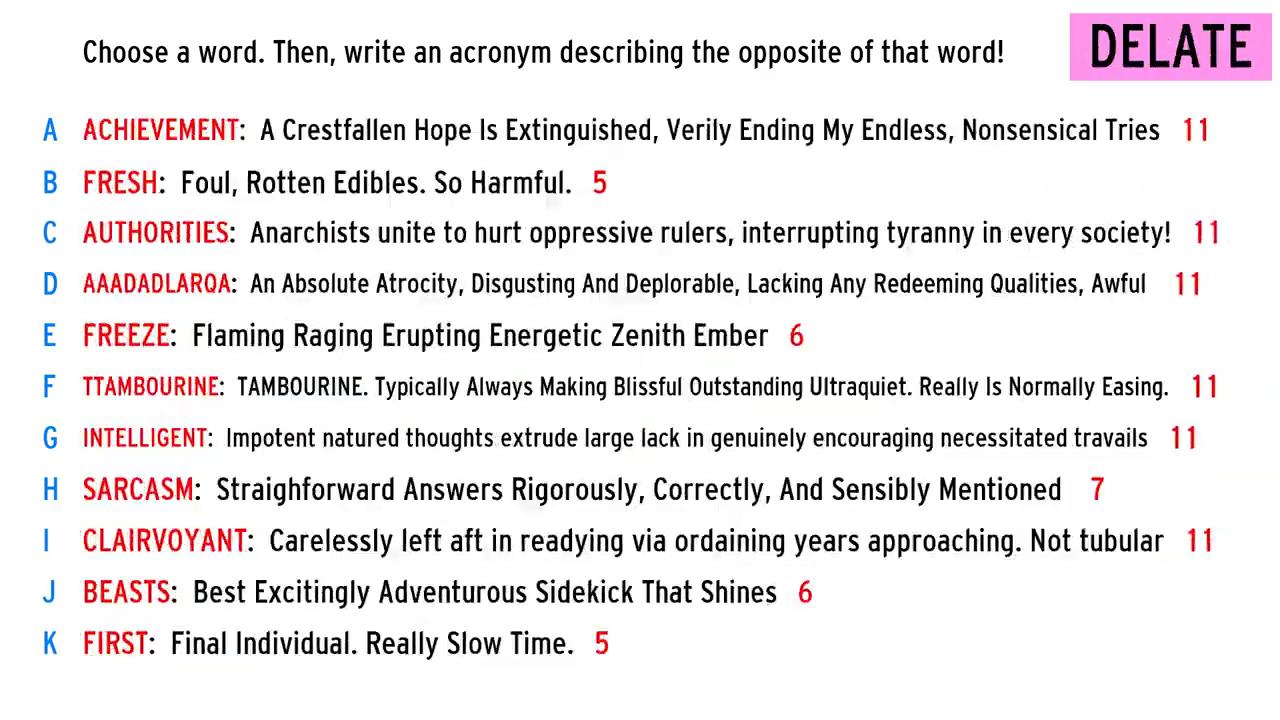 Choose a word. Then, write an acronym describing the opposite of that word!
DELATE
A ACHIEVEMENT: A Crestfallen Hope Is Extinguished, Verily Ending My Endless, Nonsensical Tries 11
B FRESH: Foul, Rotten Edibles. So Harmful. 5
C AUTHORITIES: Anarchists unite to hurt oppressive rulers, interrupting tyranny in every society! 11
D AAADADLARQA: An Absolute Atrocity, Disgusting And Deplorable, Lacking Any Redeeming Qualities, Awful 11
E FREEZE: Flaming Raging Erupting Energetic Zenith Ember 6
F TTAMBOURINE: TAMBOURINE. Typically Always Making Blissful Outstanding Ultraquiet. Really Is Normally Easing. 11
G INTELLIGENT: Impotent natured thoughts extrude large lack in genuinely encouraging necessitated travails 11
H SARCASM: Straighforward Answers Rigorously, Correctly, And Sensibly Mentioned 7
I CLAIRVOYANT: Carelessly left aft in readying via ordaining years approaching. Not tubular 11
J BEASTS: Best Excitingly Adventurous Sidekick That Shines 6
K FIRST: Final Individual. Really Slow Time. 5